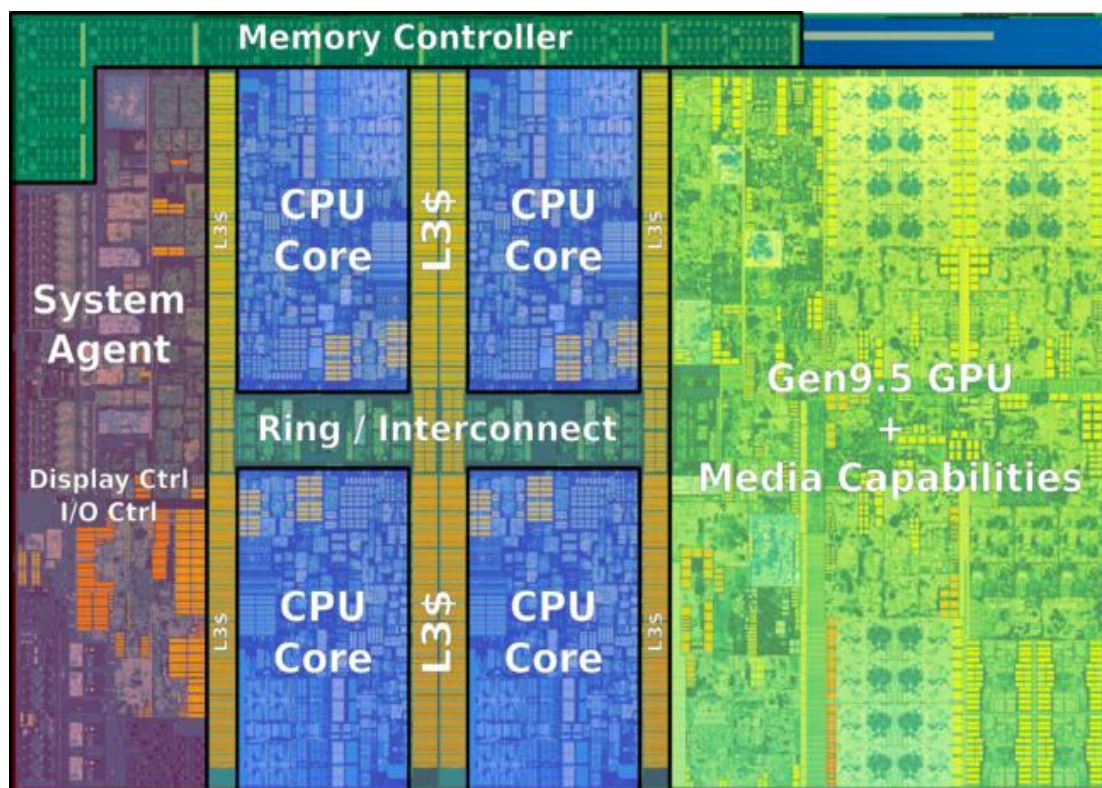 Memory Controller
L3$
CPU
Core
L3$
CPU
Core
L3$
System
Agent
Gen9.5 GPU
+
Media Capabilities
Ring / Interconnect
Display Ctrl
I/O Ctrl
L3$
CPU
Core
L3$
CPU
Core
L3$